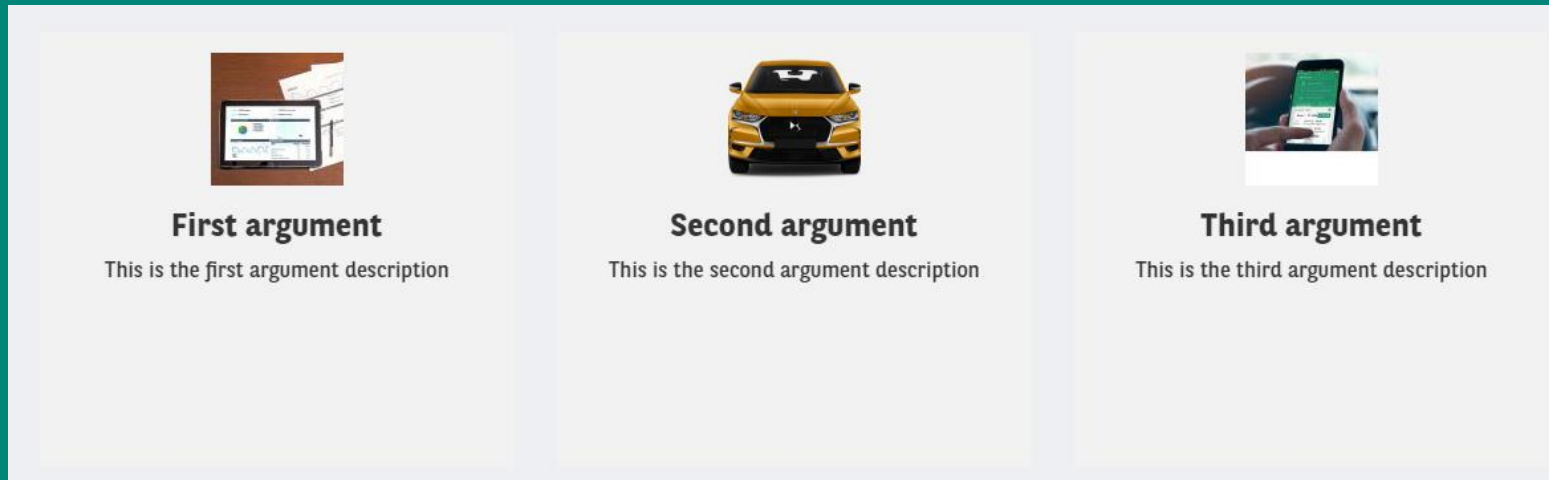 First argument
This is the first argument description
Second argument
This is the second argument description
Third argument
This is the third argument description